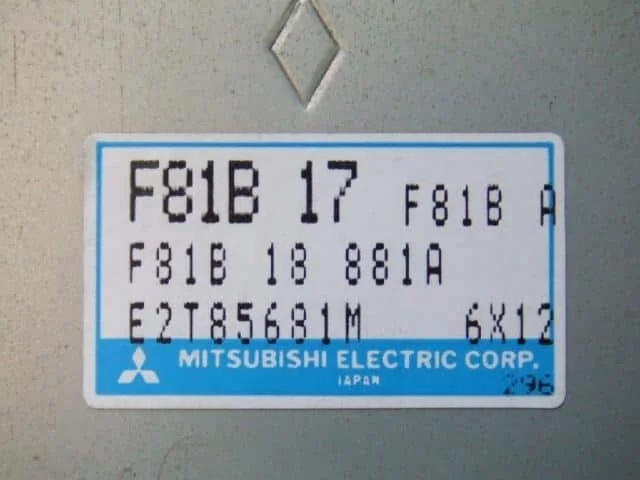 F81B 17 F81B A
F81B 18 881A
E2T85681M 6X12
MITSUBISHI ELECTRIC CORP.
JAPAN
296